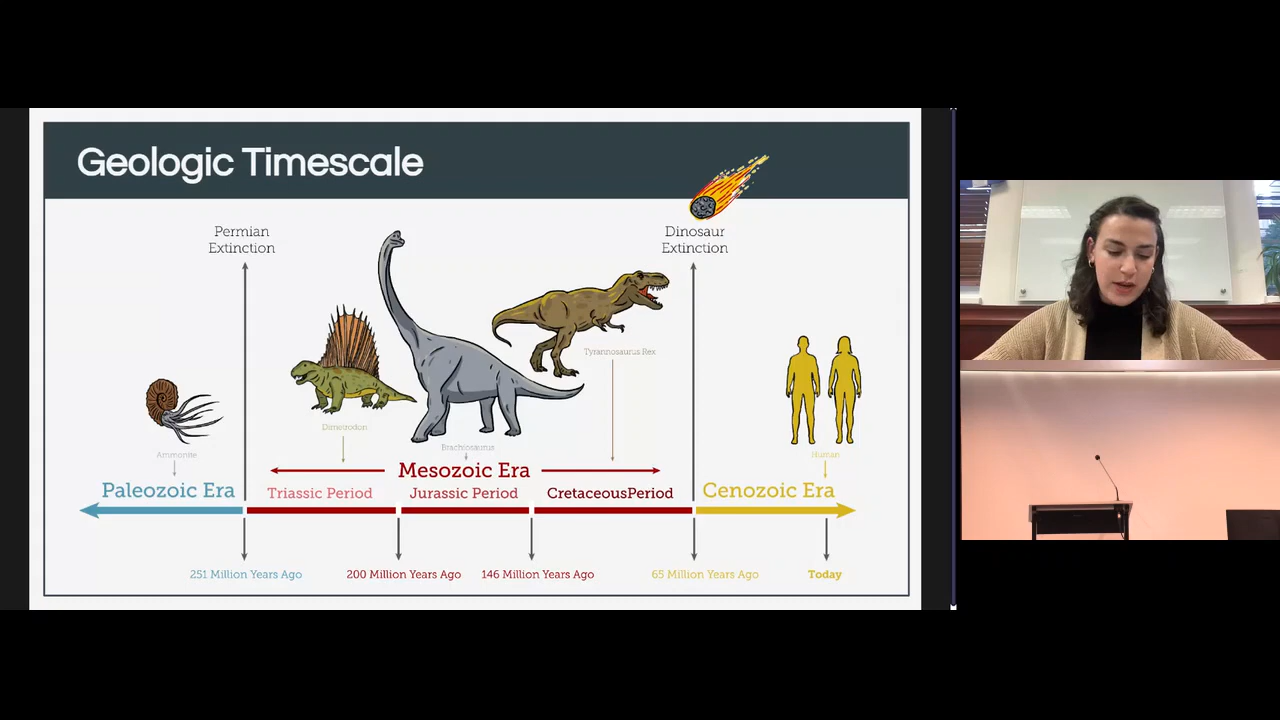 Geologic Timescale
Permian
Extinction
Dinosaur
Extinction
Tyrannosaurus Rex
Dimetrodon
Brachiosaurus
Ammonite
Human
Mesozoic Era
Paleozoic Era
Triassic Period
Jurassic Period
CretaceousPeriod
Cenozoic Era
251 Million Years Ago
200 Million Years Ago
146 Million Years Ago
65 Million Years Ago
Today